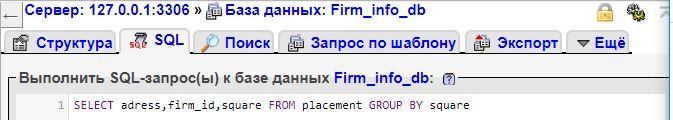 Сервер: 127.0.0.1:3306 » База данных: Firm_info_db
Структура SQL Поиск Запрос по шаблону Экспорт Ещё
Выполнить SQL-запрос(ы) к базе данных Firm_info_db:
1 SELECT adress,firm_id,square FROM placement GROUP BY square